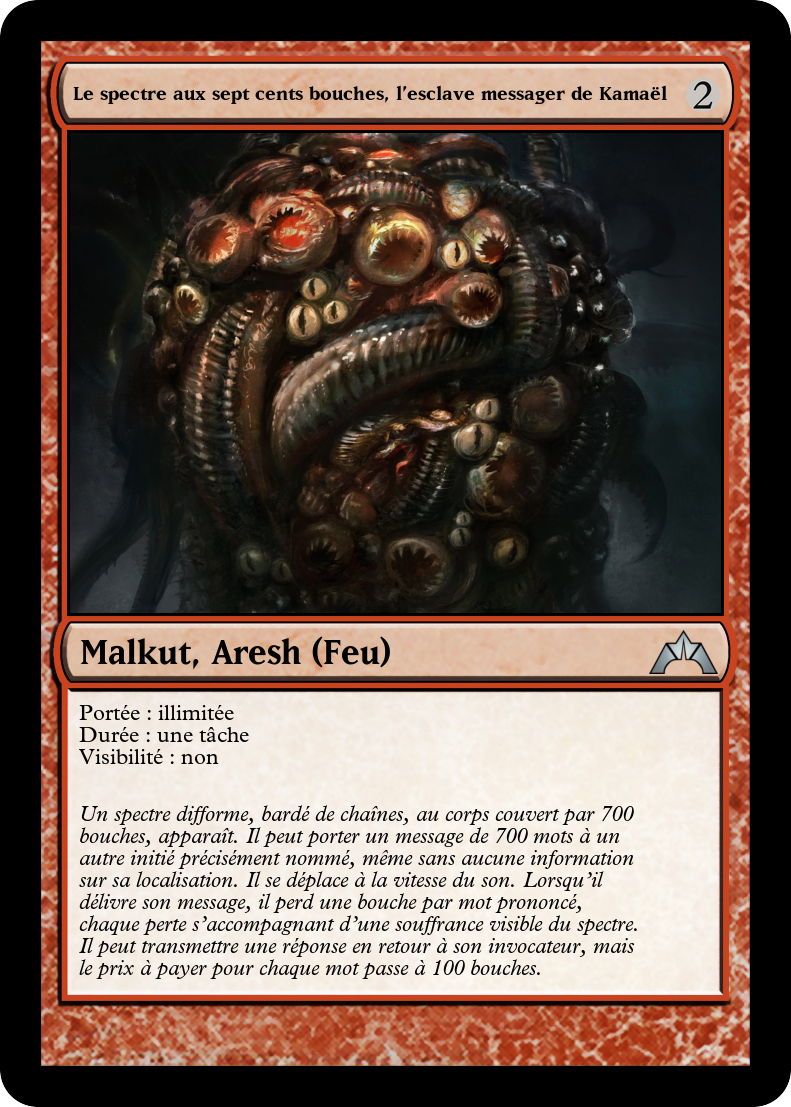 Le spectre aux sept cents bouches, l'esclave messager de Kamaël 2
Malkut, Aresh (Feu)
Portée : illimitée
Durée : une tâche
Visibilité : non
Un spectre difforme, bardé de chaînes, au corps couvert par 700
bouches, apparaît. Il peut porter un message de 700 mots à un
autre initié précisément nommé, même sans aucune information
sur sa localisation. Il se déplace à la vitesse du son. Lorsqu'il
délivre son message, il perd une bouche par mot prononcé,
chaque perte s'accompagnant d'une souffrance visible du spectre.
Il peut transmettre une réponse en retour à son invocateur, mais
le prix à payer pour chaque mot passe à 100 bouches.